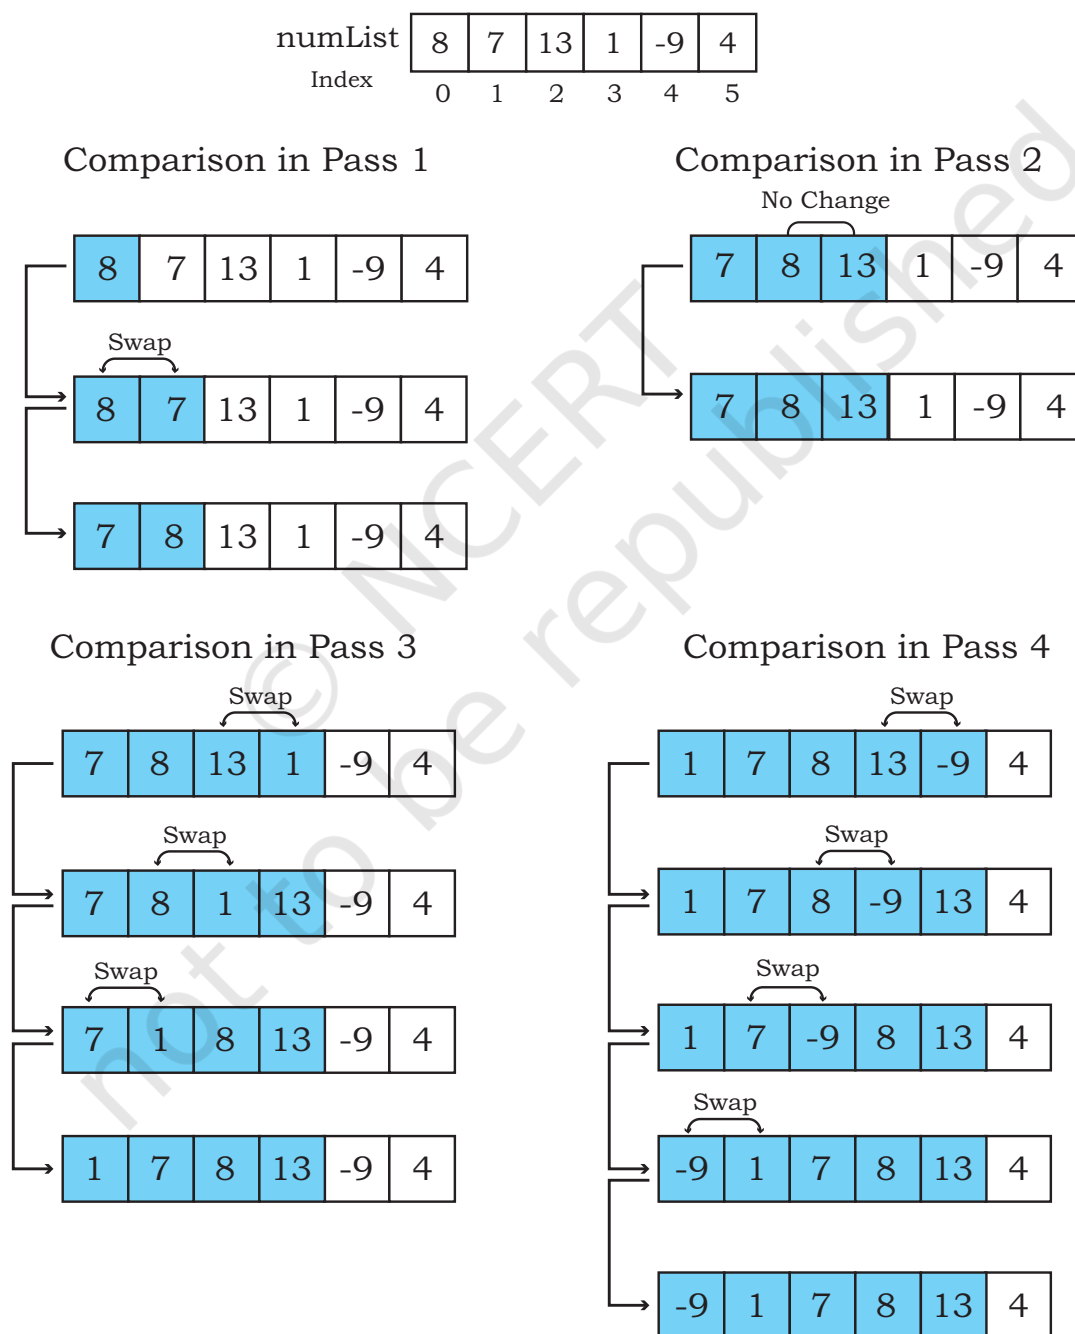 numList 8 7 13 1 -9 4
Index 0 1 2 3 4 5
Comparison in Pass 1
8 7 13 1 -9 4
Swap
8 7 13 1 -9 4
7 8 13 1 -9 4
Comparison in Pass 2
No Change
7 8 13 1 -9 4
7 8 13 1 -9 4
Comparison in Pass 3
Swap
7 8 13 1 -9 4
Swap
7 8 1 13 -9 4
Swap
7 1 8 13 -9 4
1 7 8 13 -9 4
Comparison in Pass 4
Swap
1 7 8 13 -9 4
Swap
1 7 8 -9 13 4
Swap
1 7 -9 8 13 4
Swap
-9 1 7 8 13 4
-9 1 7 8 13 4
© NCERT
not to be republished